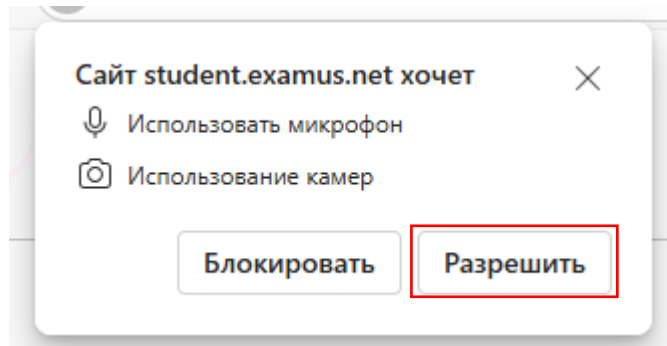 Сайт student.examus.net хочет
Использовать микрофон
Использование камер
Блокировать Разрешить